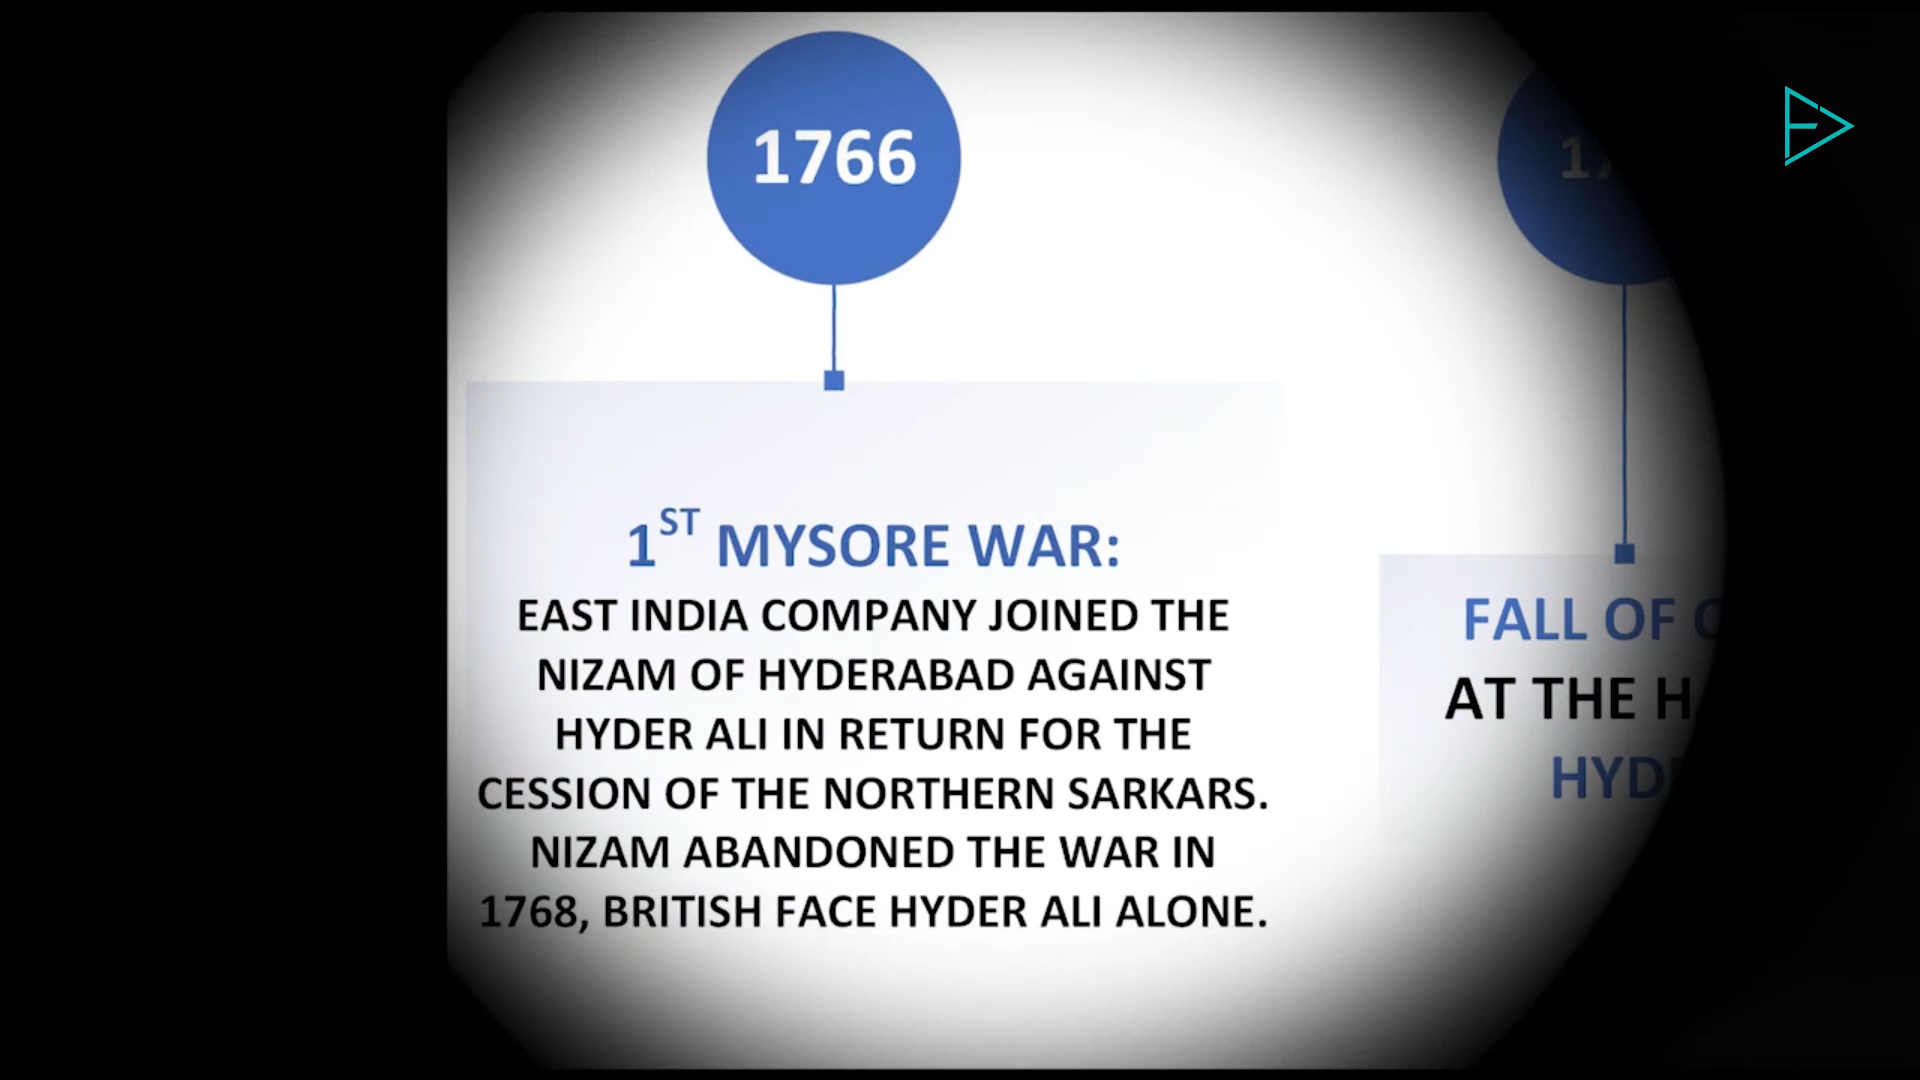 1766
1ST MYSORE WAR:
EAST INDIA COMPANY JOINED THE
NIZAM OF HYDERABAD AGAINST
HYDER ALI IN RETURN FOR THE
CESSION OF THE NORTHERN SARKARS.
NIZAM ABANDONED THE WAR IN
1768, BRITISH FACE HYDER ALI ALONE.
FALL OF
AT THE